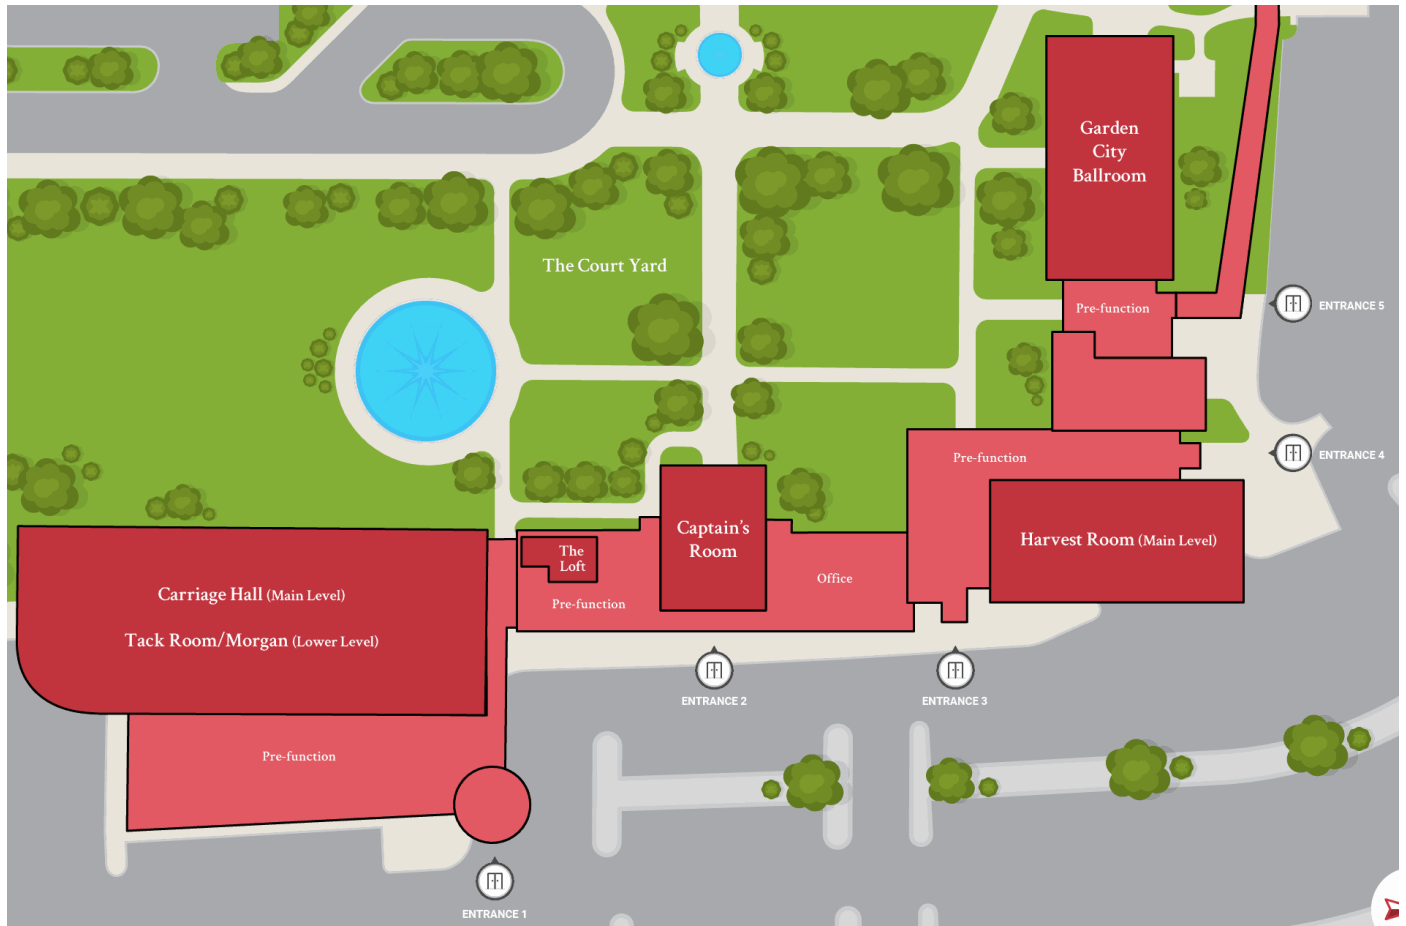 Garden
City
Ballroom
The Court Yard
Pre-function
ENTRANCE 5
Pre-function
ENTRANCE 4
Captain's
Room
Harvest Room (Main Level)
The
Loft
Office
Carriage Hall (Main Level)
Pre-function
Tack Room/Morgan (Lower Level)
ENTRANCE 2
ENTRANCE 3
Pre-function
ENTRANCE 1